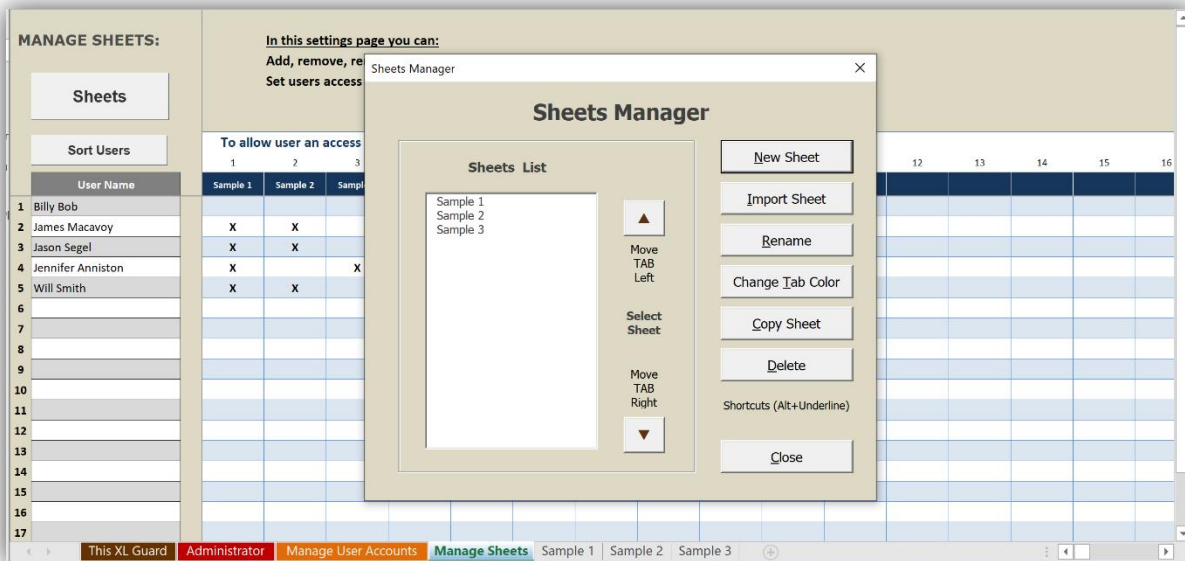 MANAGE SHEETS:
In this settings page you can:
Add, remove, re
Set users access
Sheets
Sort Users
To allow user an access
1 2 3 12 13 14 15 16
User Name Sample 1 Sample 2 Sampl
1 Billy Bob
2 James Macavoy X X
3 Jason Segel X X
4 Jennifer Anniston X X
5 Will Smith X X
6
7
8
9
10
11
12
13
14
15
16
17
Sheets Manager
Sheets Manager
Sheets List
Sample 1
Sample 2
Sample 3
Move
TAB
Left
Select
Sheet
Move
TAB
Right
New Sheet
Import Sheet
Rename
Change Tab Color
Copy Sheet
Delete
Shortcuts (Alt+Underline)
Close
This XL Guard Administrator Manage User Accounts Manage Sheets Sample 1 Sample 2 Sample 3